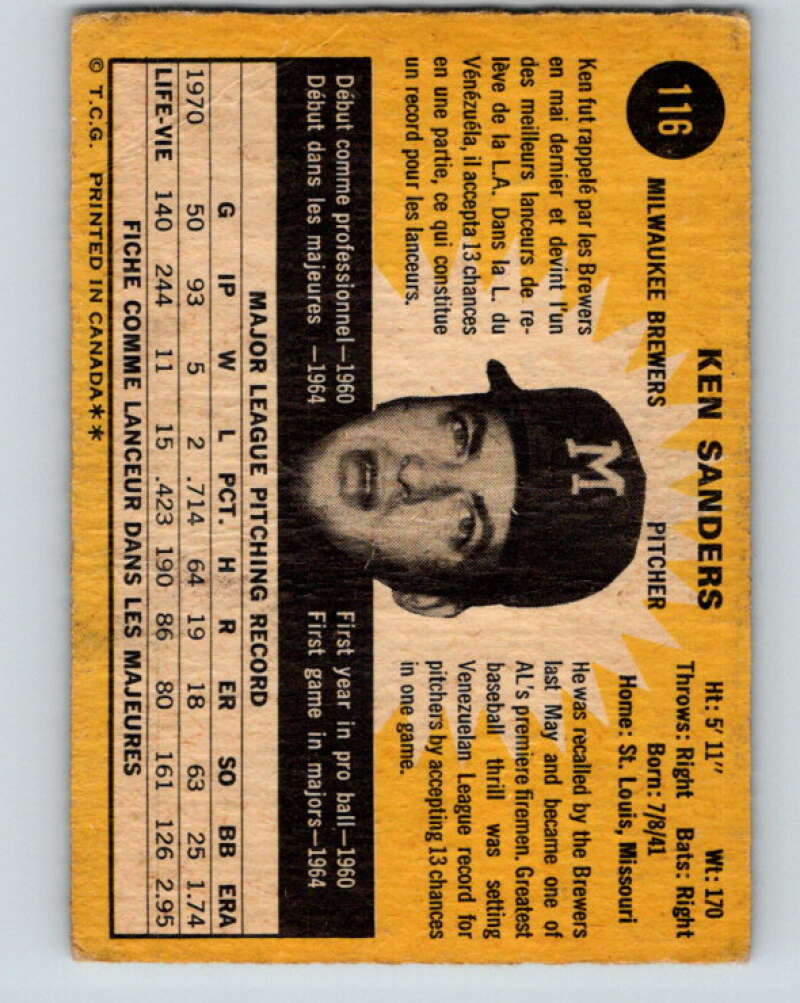 116
KEN SANDERS
MILWAUKEE BREWERS PITCHER
Ht: 5' 11" Wt: 170
Throws: Right Bats: Right
Born: 7/8/41
Home: St. Louis, Missouri
Ken fut rappelé par les Brewers
en mai dernier et devint l'un
des meilleurs lanceurs de re-
lève de la L.A. Dans la L. du
Vénézuéla, il accepta 13 chances
en une partie, ce qui constitue
un record pour les lanceurs.
M
He was recalled by the Brewers
last May and became one of
AL's premiere firemen. Greatest
baseball thrill was setting
Venezuelan League record for
pitchers by accepting 13 chances
in one game.
Début comme professionnel—1960
Début dans les majeures —1964
First year in pro ball—1960
First game in majors—1964
MAJOR LEAGUE PITCHING RECORD
G IP W L PCT. H R ER SO BB ERA
1970 50 93 5 2 .714 64 19 18 63 25 1.74
LIFE-VIE 140 244 11 15 .423 190 86 80 161 126 2.95
FICHE COMME LANCEUR DANS LES MAJEURES
© T.C.G. PRINTED IN CANADA**